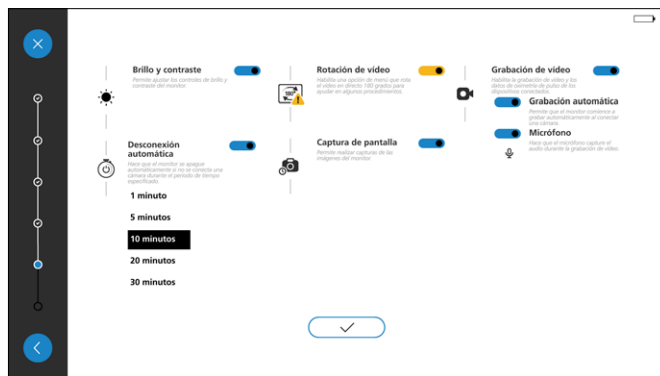 Brillo y contraste
Permite ajustar los controles de brillo y
contraste del monitor.
Rotación de vídeo
Habilita una opción de menú que rota
el vídeo en directo 180 grados para
ayudar en algunos procedimientos.
180°
Grabación de vídeo
Habilita la grabación de vídeo y los
datos de oximetría de pulso de los
dispositivos conectados.
Grabación automática
Permite que el monitor comience a
grabar automáticamente al conectar
una cámara.
Micrófono
Hace que el micrófono capture el
audio durante la grabación de vídeo.
Desconexión
automática
Hace que el monitor se apague
automáticamente si no se conecta una
cámara durante el período de tiempo
especificado.
1 minuto
5 minutos
10 minutos
20 minutos
30 minutos
Captura de pantalla
Permite realizar capturas de las
imágenes del monitor.